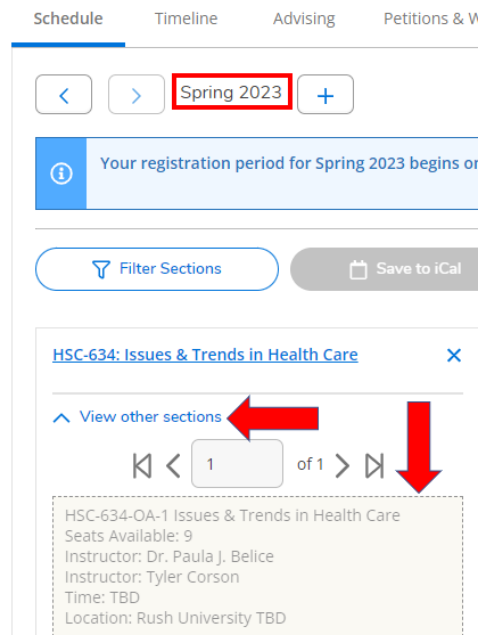 Schedule Timeline Advising Petitions & W
Spring 2023
Your registration period for Spring 2023 begins on
Filter Sections Save to iCal
HSC-634: Issues & Trends in Health Care
View other sections
1 of 1
HSC-634-OA-1 Issues & Trends in Health Care
Seats Available: 9
Instructor: Dr. Paula J. Belice
Instructor: Tyler Corson
Time: TBD
Location: Rush University TBD